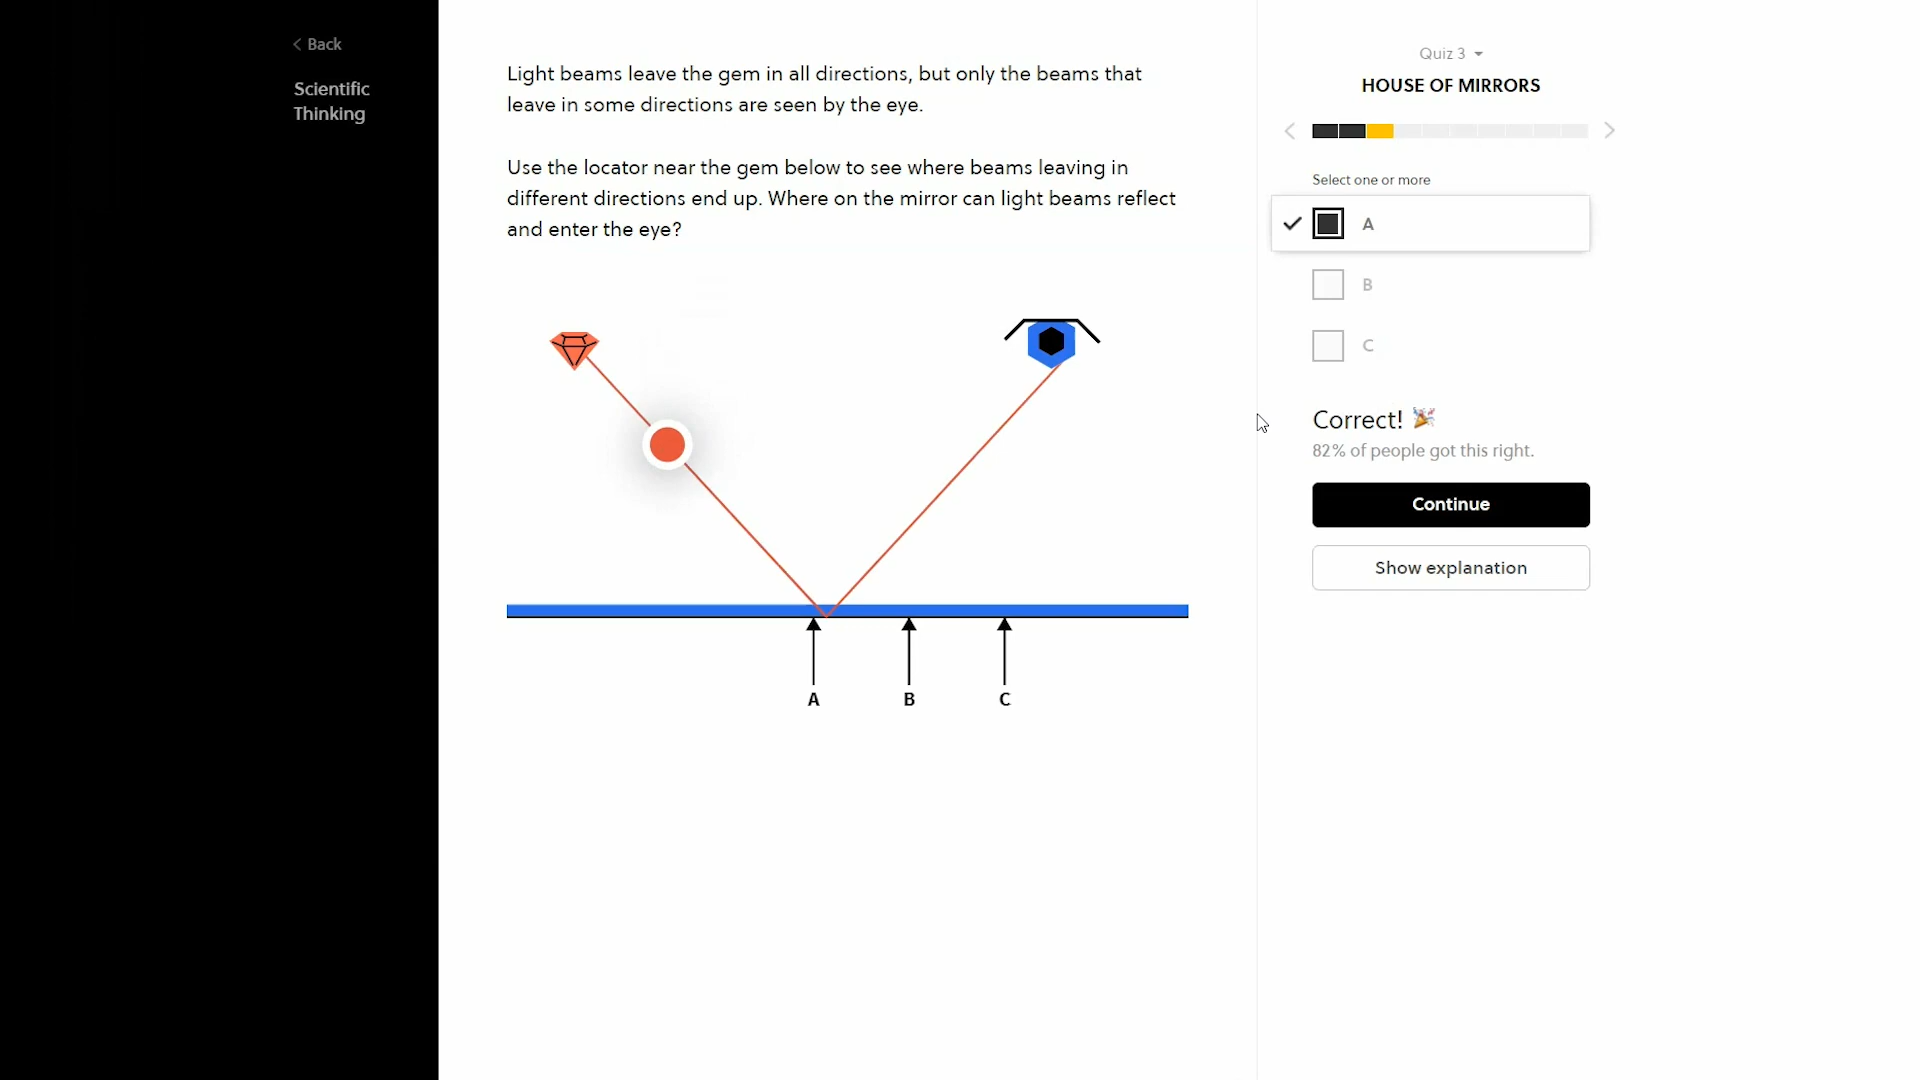 Back
Scientific
Thinking
Light beams leave the gem in all directions, but only the beams that
leave in some directions are seen by the eye.
Use the locator near the gem below to see where beams leaving in
different directions end up. Where on the mirror can light beams reflect
and enter the eye?
A
B
C
Quiz 3
HOUSE OF MIRRORS
Select one or more
A
B
C
Correct! 🎉
82% of people got this right.
Continue
Show explanation